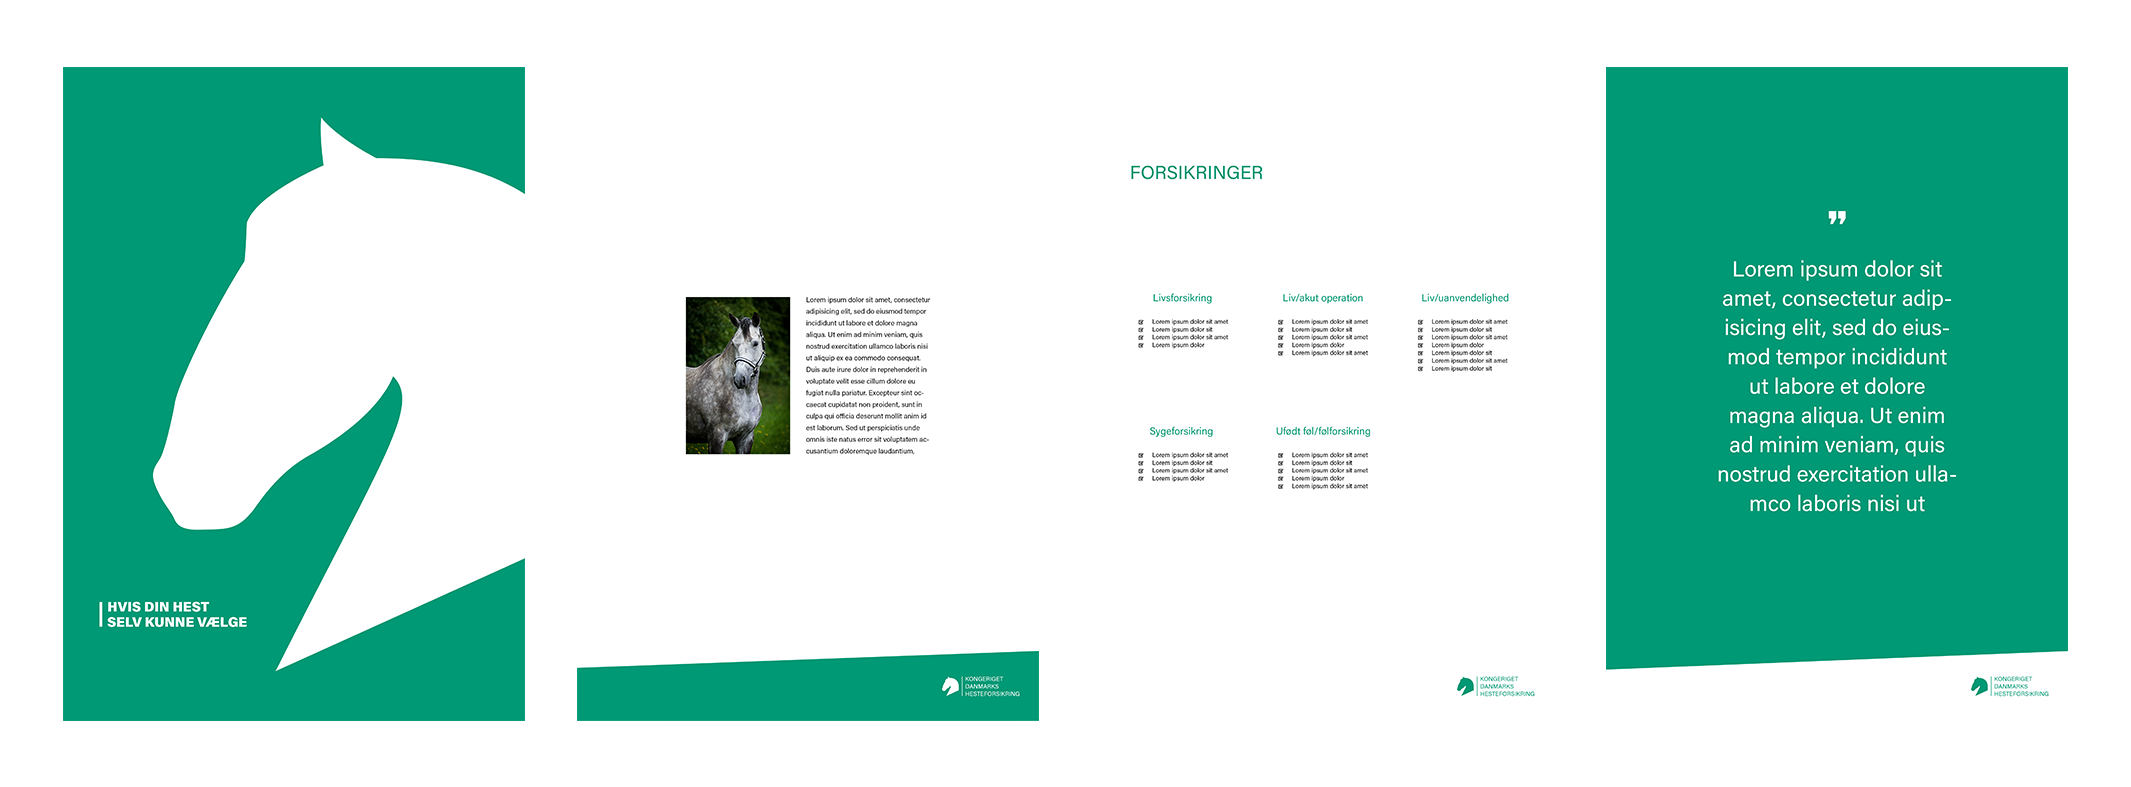 HVIS DIN HEST
SELV KUNNE VÆLGE
Lorem ipsum dolor sit amet, consectetur
adipisicing elit, sed do eiusmod tempor
incididunt ut labore et dolore magna
aliqua. Ut enim ad minim veniam, quis
nostrud exercitation ullamco laboris nisi
ut aliquip ex ea commodo consequat.
Duis aute irure dolor in reprehenderit in
voluptate velit esse cillum dolore eu
fugiat nulla pariatur. Excepteur sint oc-
caecat cupidatat non proident, sunt in
culpa qui officia deserunt mollit anim id
est laborum. Sed ut perspiciatis unde
omnis iste natus error sit voluptatem ac-
cusantium doloremque laudantium,
KONGERIGET
DANMARKS
HESTEFORSIKRING
FORSIKRINGER
Livsforsikring
Lorem ipsum dolor sit amet
Lorem ipsum dolor sit
Lorem ipsum dolor sit amet
Lorem ipsum dolor
Liv/akut operation
Lorem ipsum dolor sit amet
Lorem ipsum dolor sit
Lorem ipsum dolor sit amet
Lorem ipsum dolor
Lorem ipsum dolor sit amet
Liv/uanvendelighed
Lorem ipsum dolor sit amet
Lorem ipsum dolor sit
Lorem ipsum dolor sit amet
Lorem ipsum dolor
Lorem ipsum dolor sit
Lorem ipsum dolor sit amet
Lorem ipsum dolor sit
Sygeforsikring
Lorem ipsum dolor sit amet
Lorem ipsum dolor sit
Lorem ipsum dolor sit amet
Lorem ipsum dolor
Ufødt føl/følforsikring
Lorem ipsum dolor sit amet
Lorem ipsum dolor sit
Lorem ipsum dolor sit amet
Lorem ipsum dolor
Lorem ipsum dolor sit amet
KONGERIGET
DANMARKS
HESTEFORSIKRING
”
Lorem ipsum dolor sit
amet, consectetur adip-
isicing elit, sed do eius-
mod tempor incididunt
ut labore et dolore
magna aliqua. Ut enim
ad minim veniam, quis
nostrud exercitation ulla-
mco laboris nisi ut
KONGERIGET
DANMARKS
HESTEFORSIKRING